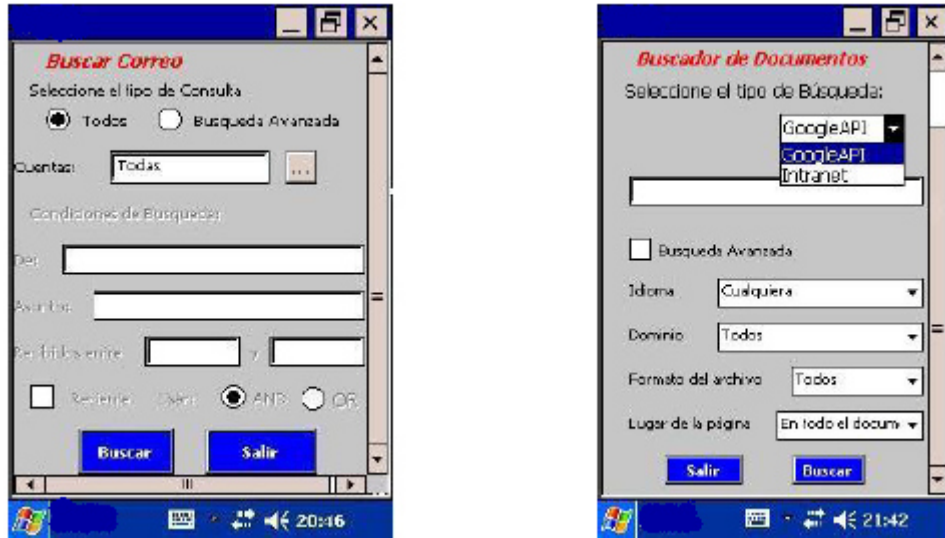 Buscar Correo
Seleccione el tipo de Consulta
Todos Busqueda Avanzada
Cuentas: Todas ...
Condiciones de Busqueda:
De:
Asunto:
Recibidos entre y
Reciente Usar: AND OR
Buscar Salir
20:46
Buscador de Documentos
Seleccione el tipo de Búsqueda:
GoogleAPI
GoogleAPI
Intranet
Busqueda Avanzada
Idioma Cualquiera
Dominio Todos
Formato del archivo Todos
Lugar de la página En todo el docum
Salir Buscar
21:42